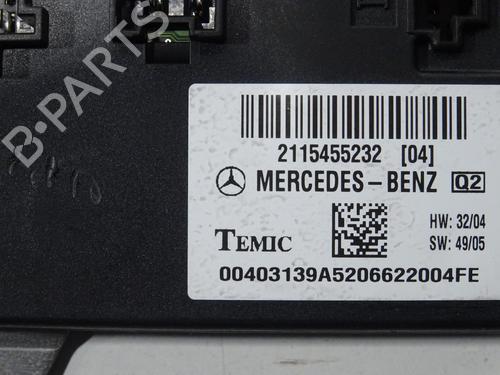 B-PARTS
2115455232 [04]
MERCEDES-BENZ Q2
HW: 32/04
TEMIC SW: 49/05
00403139A5206622004FE